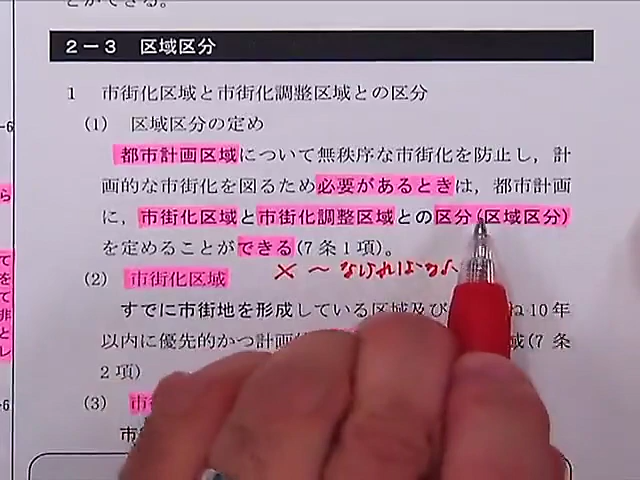 とができる。
2－3 区域区分
1 市街化区域と市街化調整区域との区分
(1) 区域区分の定め
都市計画区域について無秩序な市街化を防止し，計
画的な市街化を図るため必要があるときは，都市計画
に，市街化区域と市街化調整区域との区分（区域区分）
を定めることができる（7条1項）。
× 〜なければ〜
(2) 市街化区域
すでに市街地を形成している区域及び ね10年
以内に優先的かつ計画 域（7条
2項）
(3) 市
市